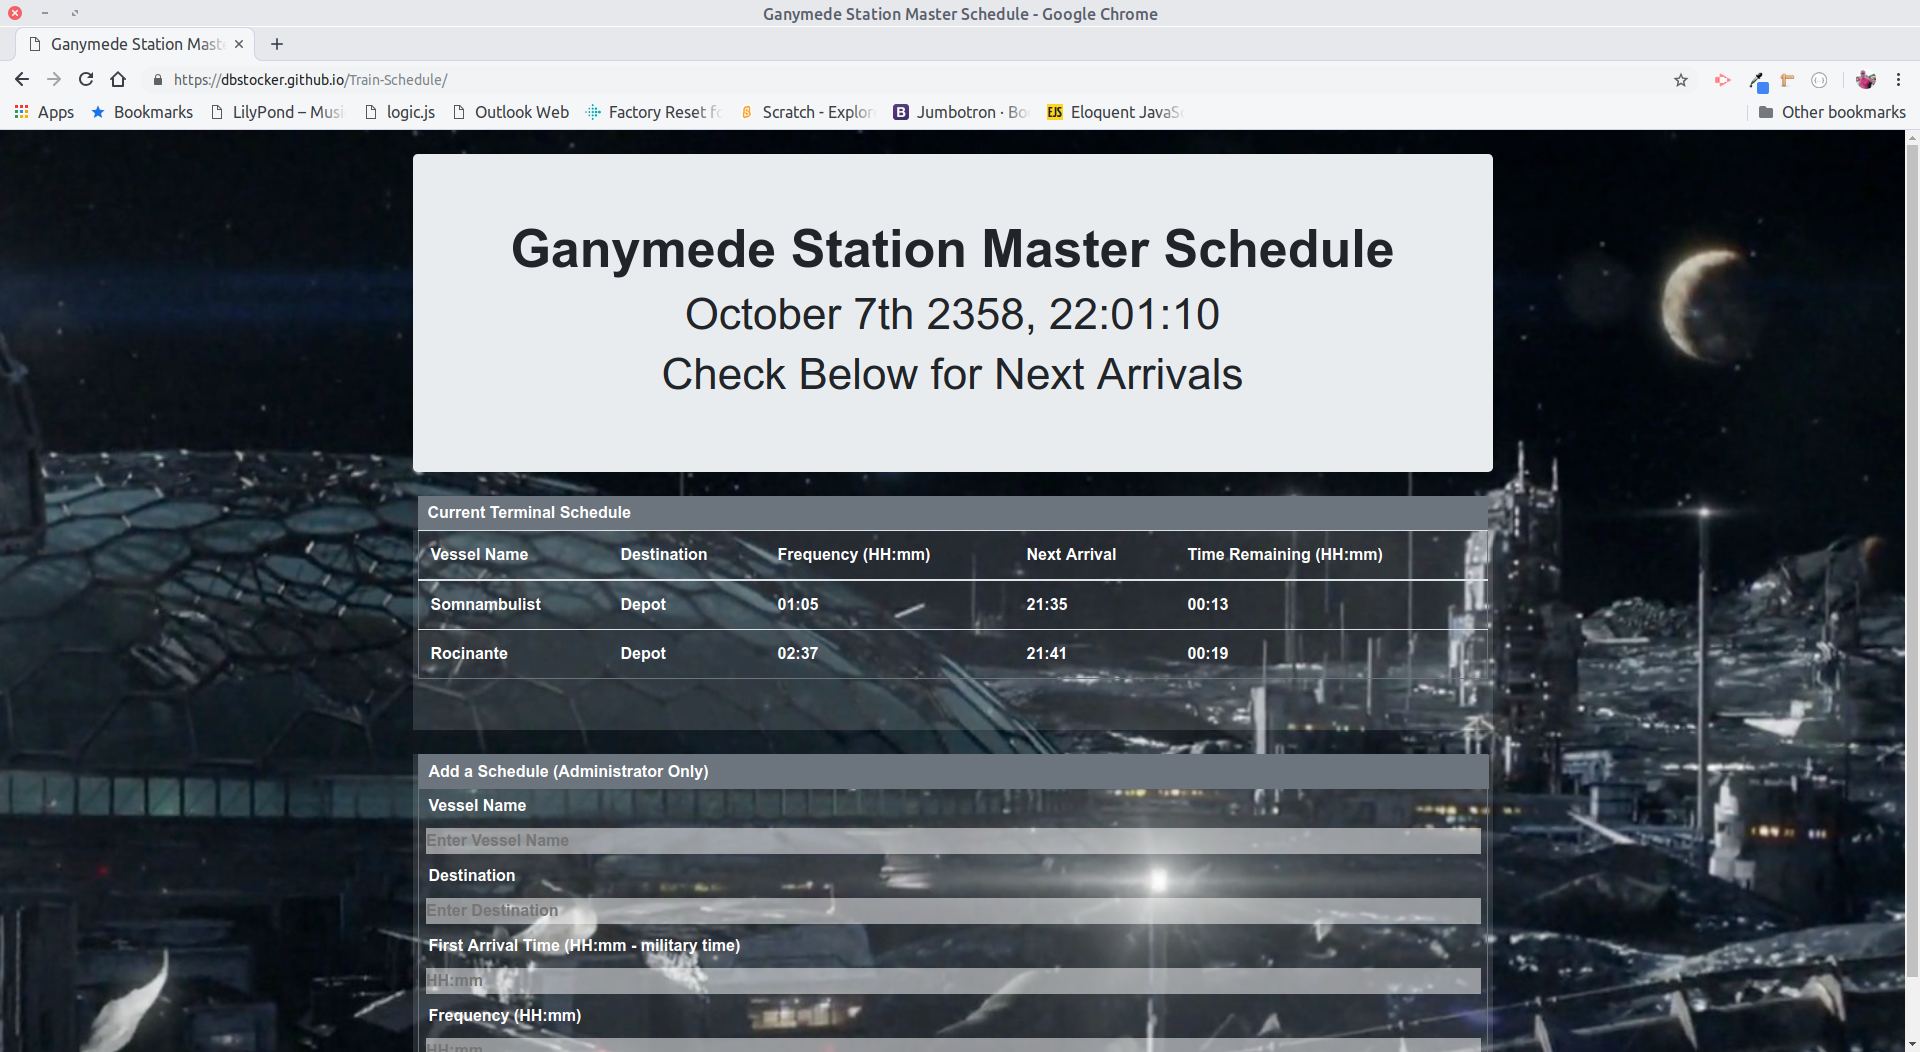 Ganymede Station Master Schedule - Google Chrome
Ganymede Station Mast
https://dbstocker.github.io/Train-Schedule/
Apps Bookmarks LilyPond – Musi logic.js Outlook Web Factory Reset fo Scratch - Explor B Jumbotron · Bo EJS Eloquent JavaSc Other bookmarks
Ganymede Station Master Schedule
October 7th 2358, 22:01:10
Check Below for Next Arrivals
Current Terminal Schedule
Vessel Name Destination Frequency (HH:mm) Next Arrival Time Remaining (HH:mm)
Somnambulist Depot 01:05 21:35 00:13
Rocinante Depot 02:37 21:41 00:19
Add a Schedule (Administrator Only)
Vessel Name
Enter Vessel Name
Destination
Enter Destination
First Arrival Time (HH:mm - military time)
HH:mm
Frequency (HH:mm)
HH:mm